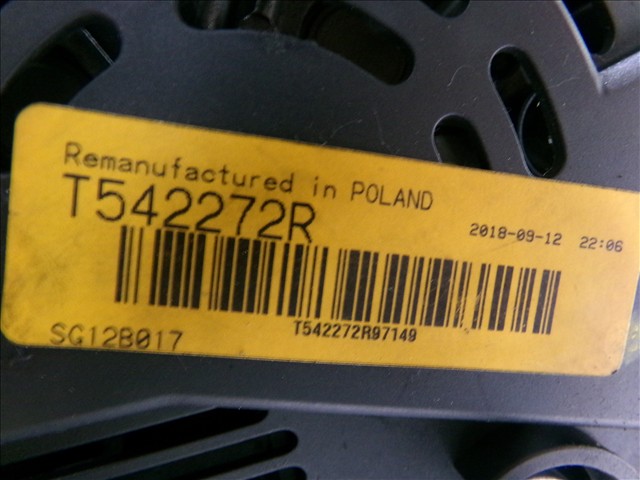 Remanufactured in POLAND
T542272R
2018-09-12 22:06
T542272R97149
SG12B017